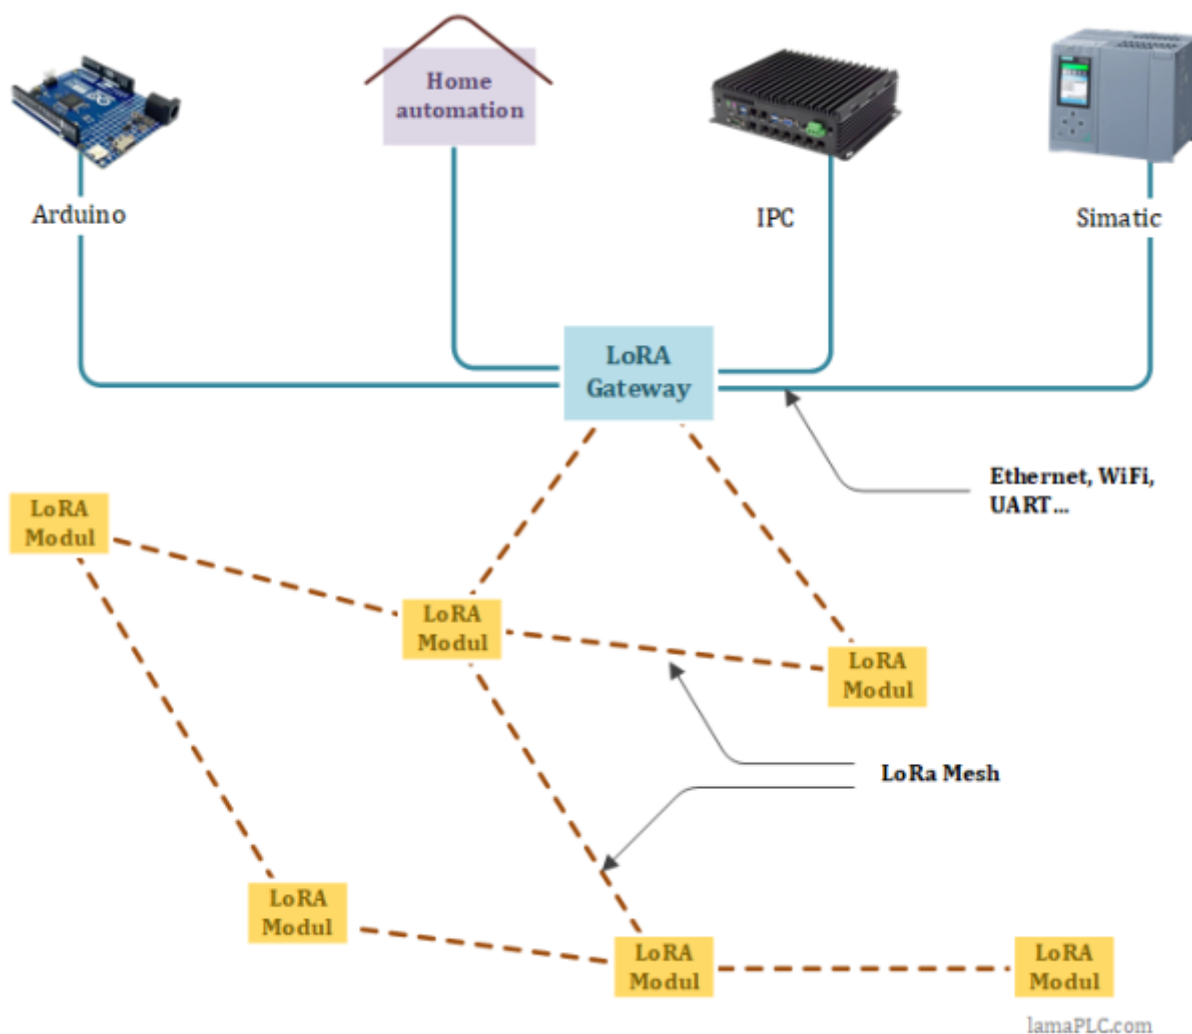 Home
automation
Arduino
IPC
Simatic
LoRA
Gateway
Ethernet, WiFi,
UART...
LoRA
Modul
LoRA
Modul
LoRA
Modul
LoRa Mesh
LoRA
Modul
LoRA
Modul
LoRA
Modul
lamaPLC.com